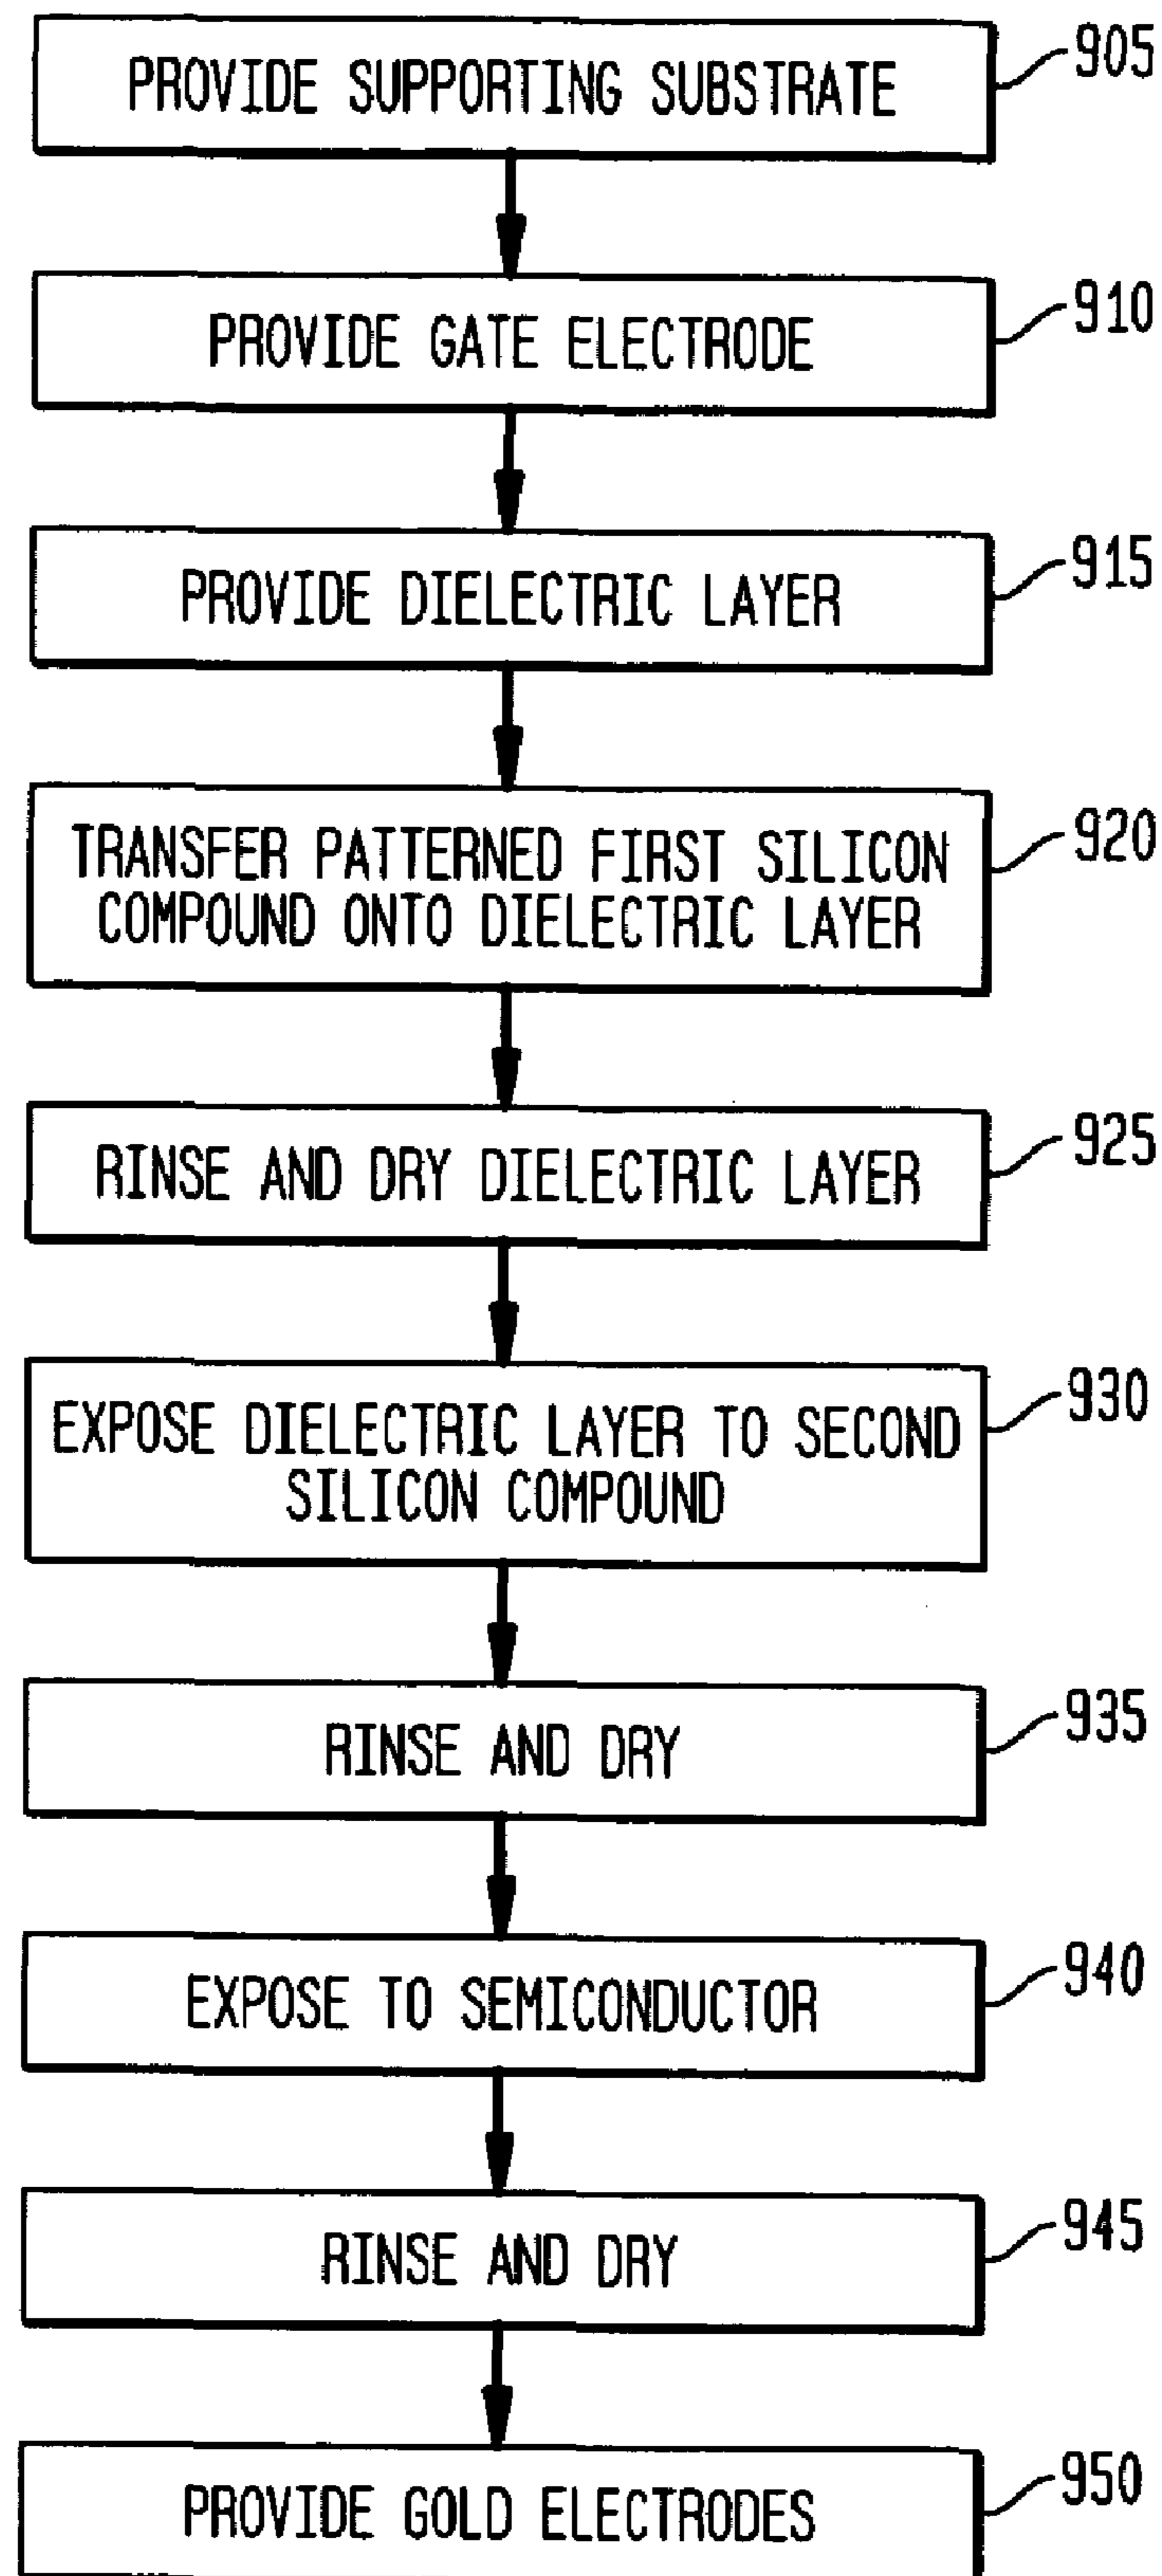 PROVIDE SUPPORTING SUBSTRATE
905
PROVIDE GATE ELECTRODE
910
PROVIDE DIELECTRIC LAYER
915
TRANSFER PATTERNED FIRST SILICON
COMPOUND ONTO DIELECTRIC LAYER
920
RINSE AND DRY DIELECTRIC LAYER
925
EXPOSE DIELECTRIC LAYER TO SECOND
SILICON COMPOUND
930
RINSE AND DRY
935
EXPOSE TO SEMICONDUCTOR
940
RINSE AND DRY
945
PROVIDE GOLD ELECTRODES
950